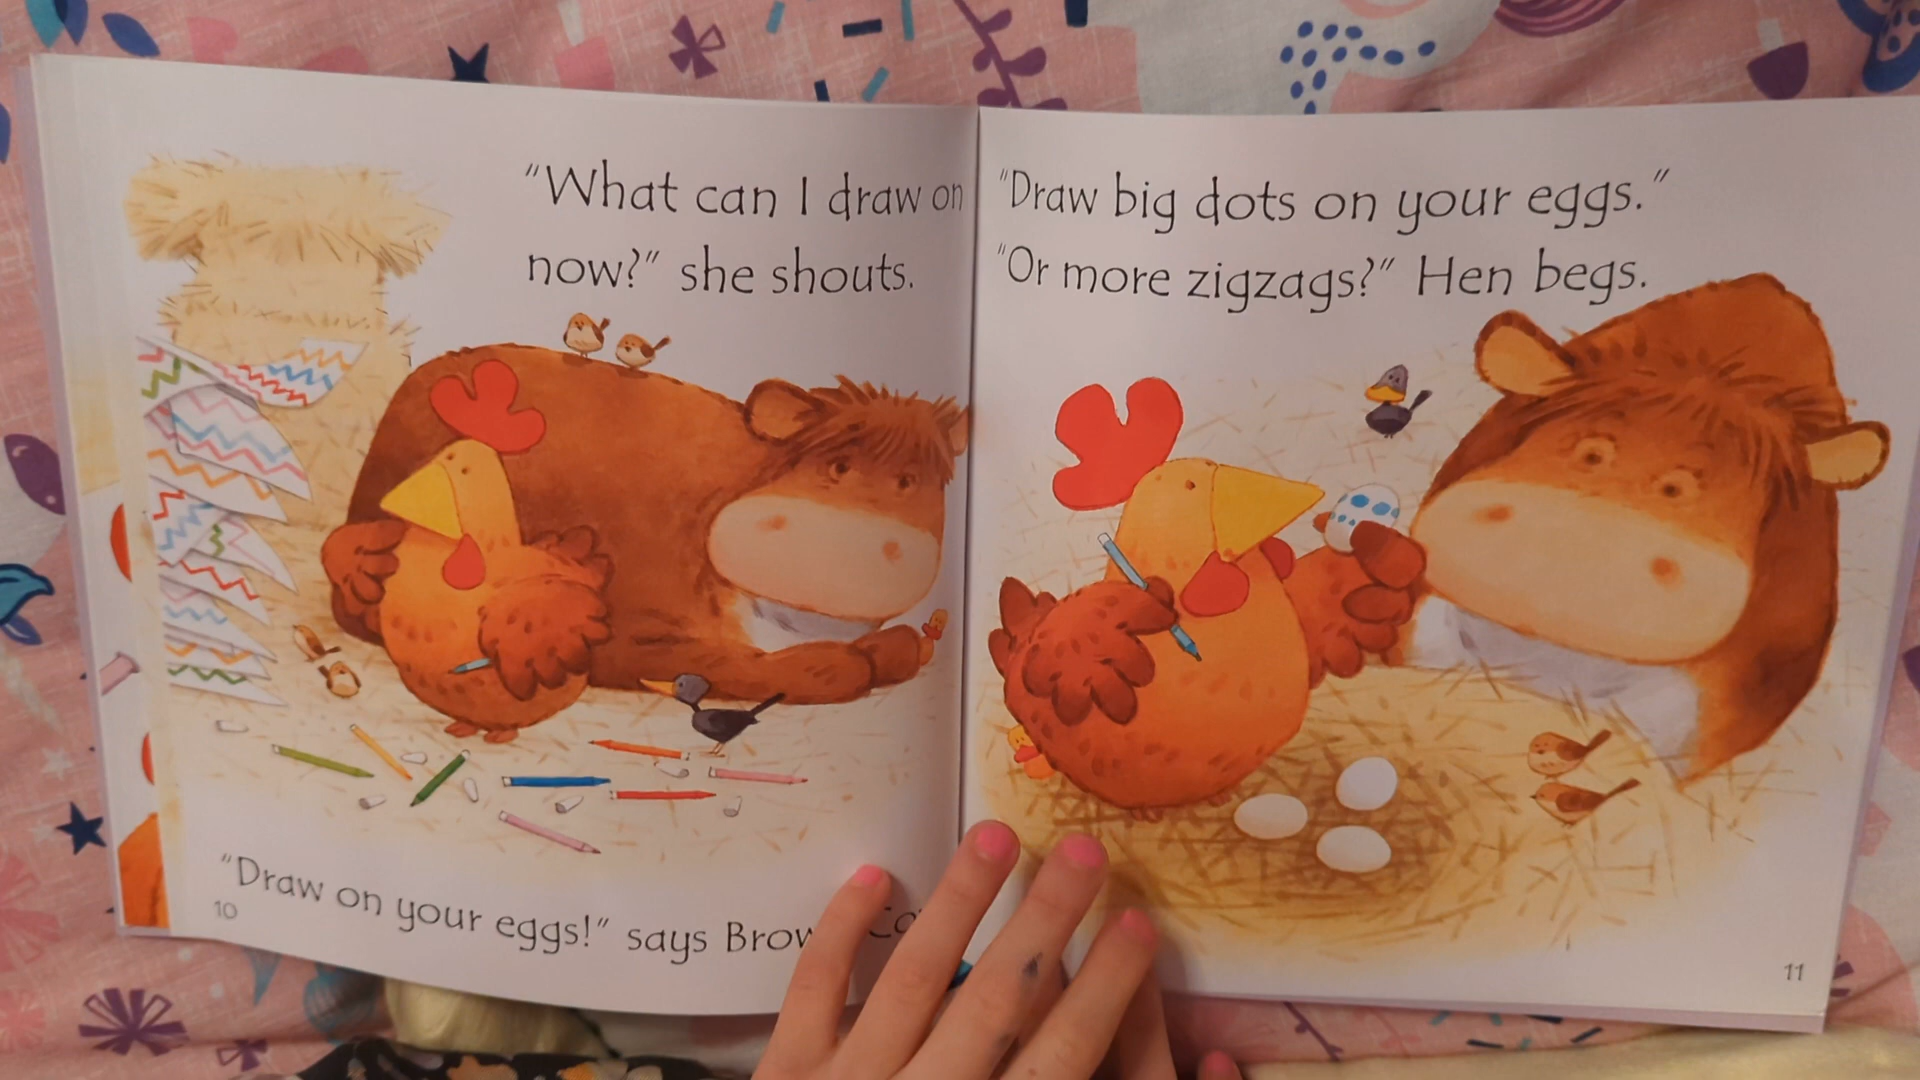 "What can I draw on
now?" she shouts.
"Draw on your eggs!" says
10
"Draw big dots on your eggs."
"Or more zigzags?" Hen begs.
11